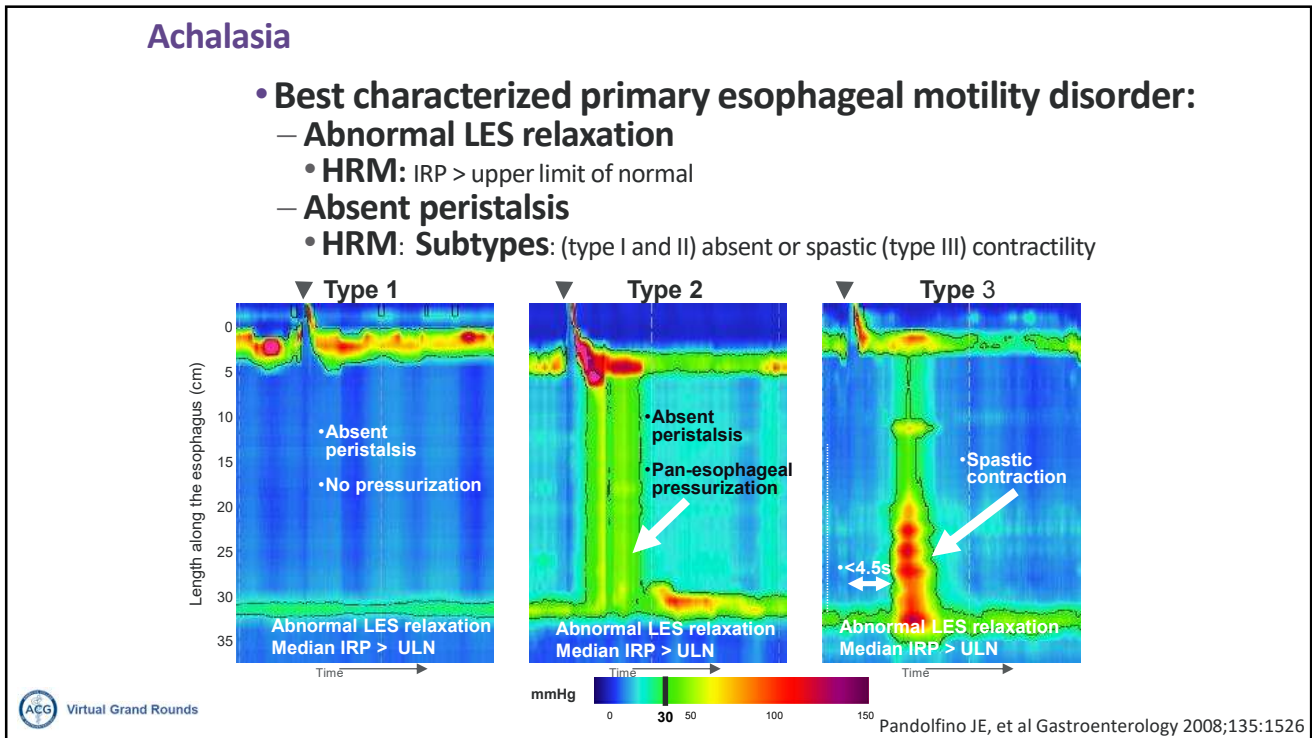 Achalasia
• Best characterized primary esophageal motility disorder:
– Abnormal LES relaxation
• HRM: IRP > upper limit of normal
– Absent peristalsis
• HRM: Subtypes: (type I and II) absent or spastic (type III) contractility
Type 1
Type 2
Type 3
Length along the esophagus (cm)
0
5
10
15
20
25
30
35
•Absent
peristalsis
•No pressurization
Abnormal LES relaxation
Median IRP > ULN
Time
•Absent
peristalsis
•Pan-esophageal
pressurization
Abnormal LES relaxation
Median IRP > ULN
Time
•Spastic
contraction
•<4.5s
Abnormal LES relaxation
Median IRP > ULN
Time
mmHg
0 30 50 100 150
ACG Virtual Grand Rounds
Pandolfino JE, et al Gastroenterology 2008;135:1526